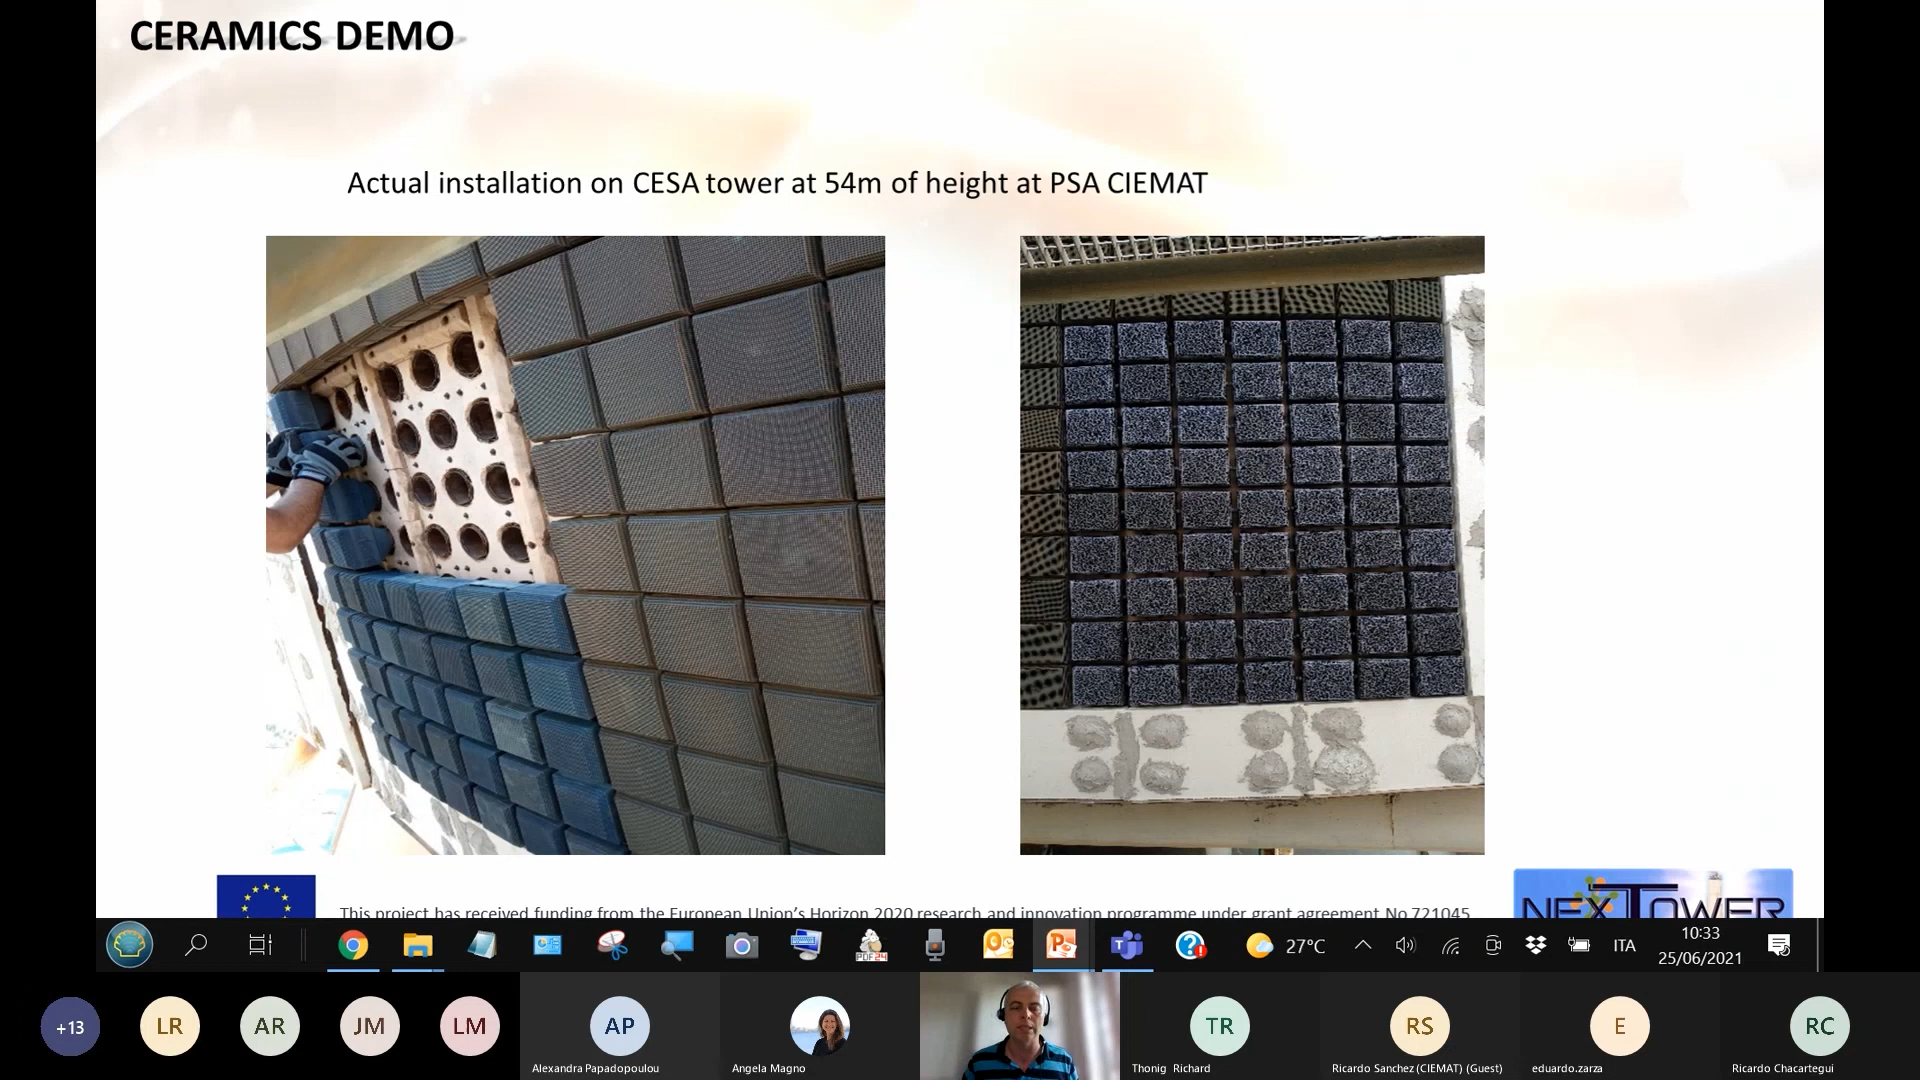 CERAMICS DEMO
Actual installation on CESA tower at 54m of height at PSA CIEMAT
This project has received funding from the European Union's Horizon 2020 research and innovation programme under grant agreement No 721045
NEXTOWER
PDF24
27°C
ITA
10:33
25/06/2021
+13
LR
AR
JM
LM
AP
TR
RS
E
RC
Alexandra Papadopoulou
Angela Magno
Thonig Richard
Ricardo Sanchez (CIEMAT) (Guest)
eduardo.zarza
Ricardo Chacartegui